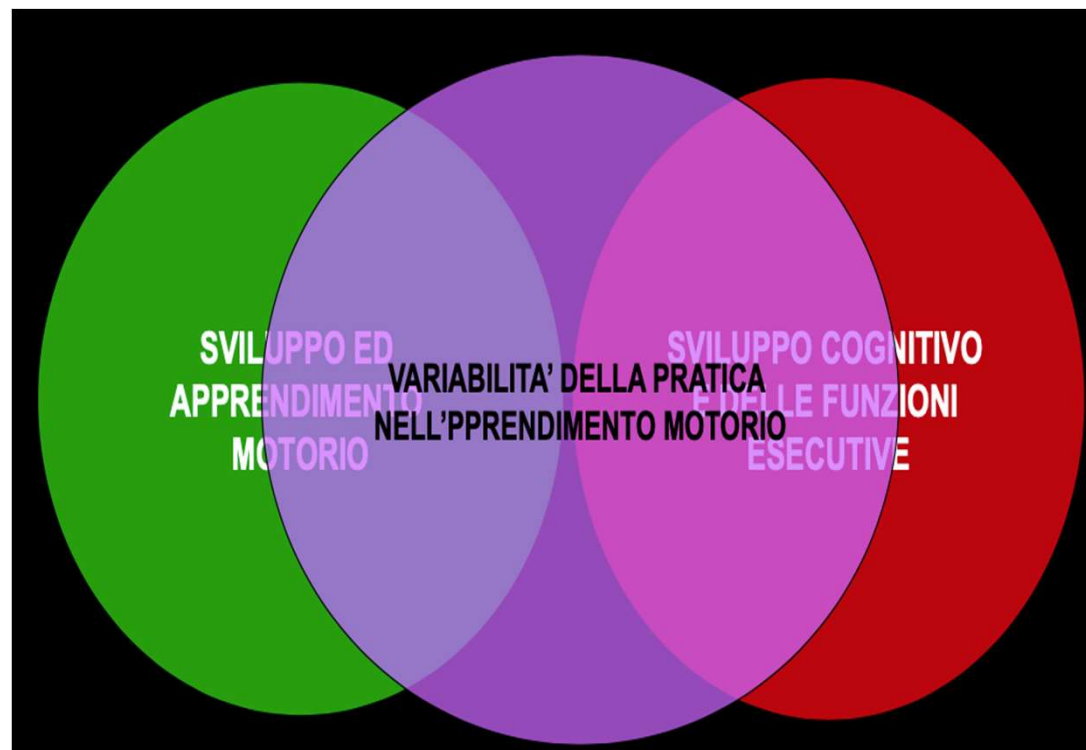 SVILUPPO ED
APPRENDIMENTO
MOTORIO
VARIABILITA’ DELLA PRATICA
NELL’PPRENDIMENTO MOTORIO
SVILUPPO COGNITIVO
E DELLE FUNZIONI
ESECUTIVE